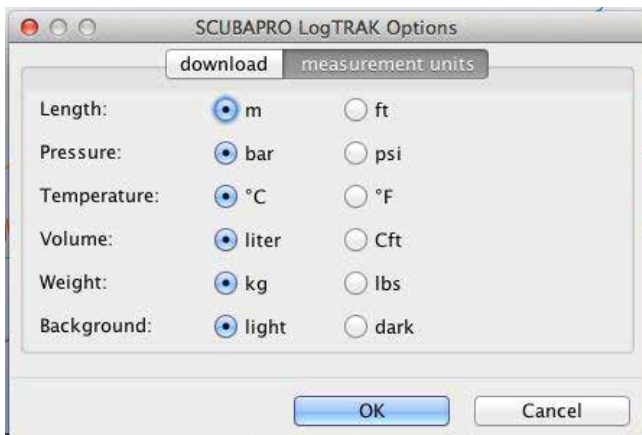 SCUBAPRO LogTRAK Options
download measurement units
Length: m ft
Pressure: bar psi
Temperature: °C °F
Volume: liter Cft
Weight: kg lbs
Background: light dark
OK Cancel